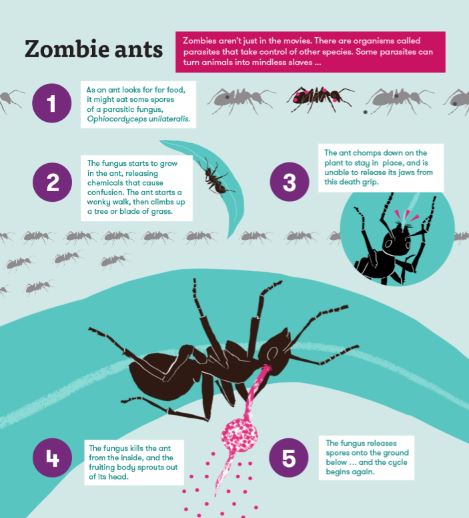 Zombie ants
Zombies aren't just in the movies. There are organisms called
parasites that take control of other species. Some parasites can
turn animals into mindless slaves ...
1
As an ant looks for for food,
it might eat some spores
of a parasitic fungus,
Ophiocordyceps unilateralis.
2
The fungus starts to grow
in the ant, releasing
chemicals that cause
confusion. The ant starts a
wonky walk, then climbs up
a tree or blade of grass.
3
The ant chomps down on the
plant to stay in place, and is
unable to release its jaws from
this death grip.
4
The fungus kills the ant
from the inside, and the
fruiting body sprouts out
of its head.
5
The fungus releases
spores onto the ground
below ... and the cycle
begins again.